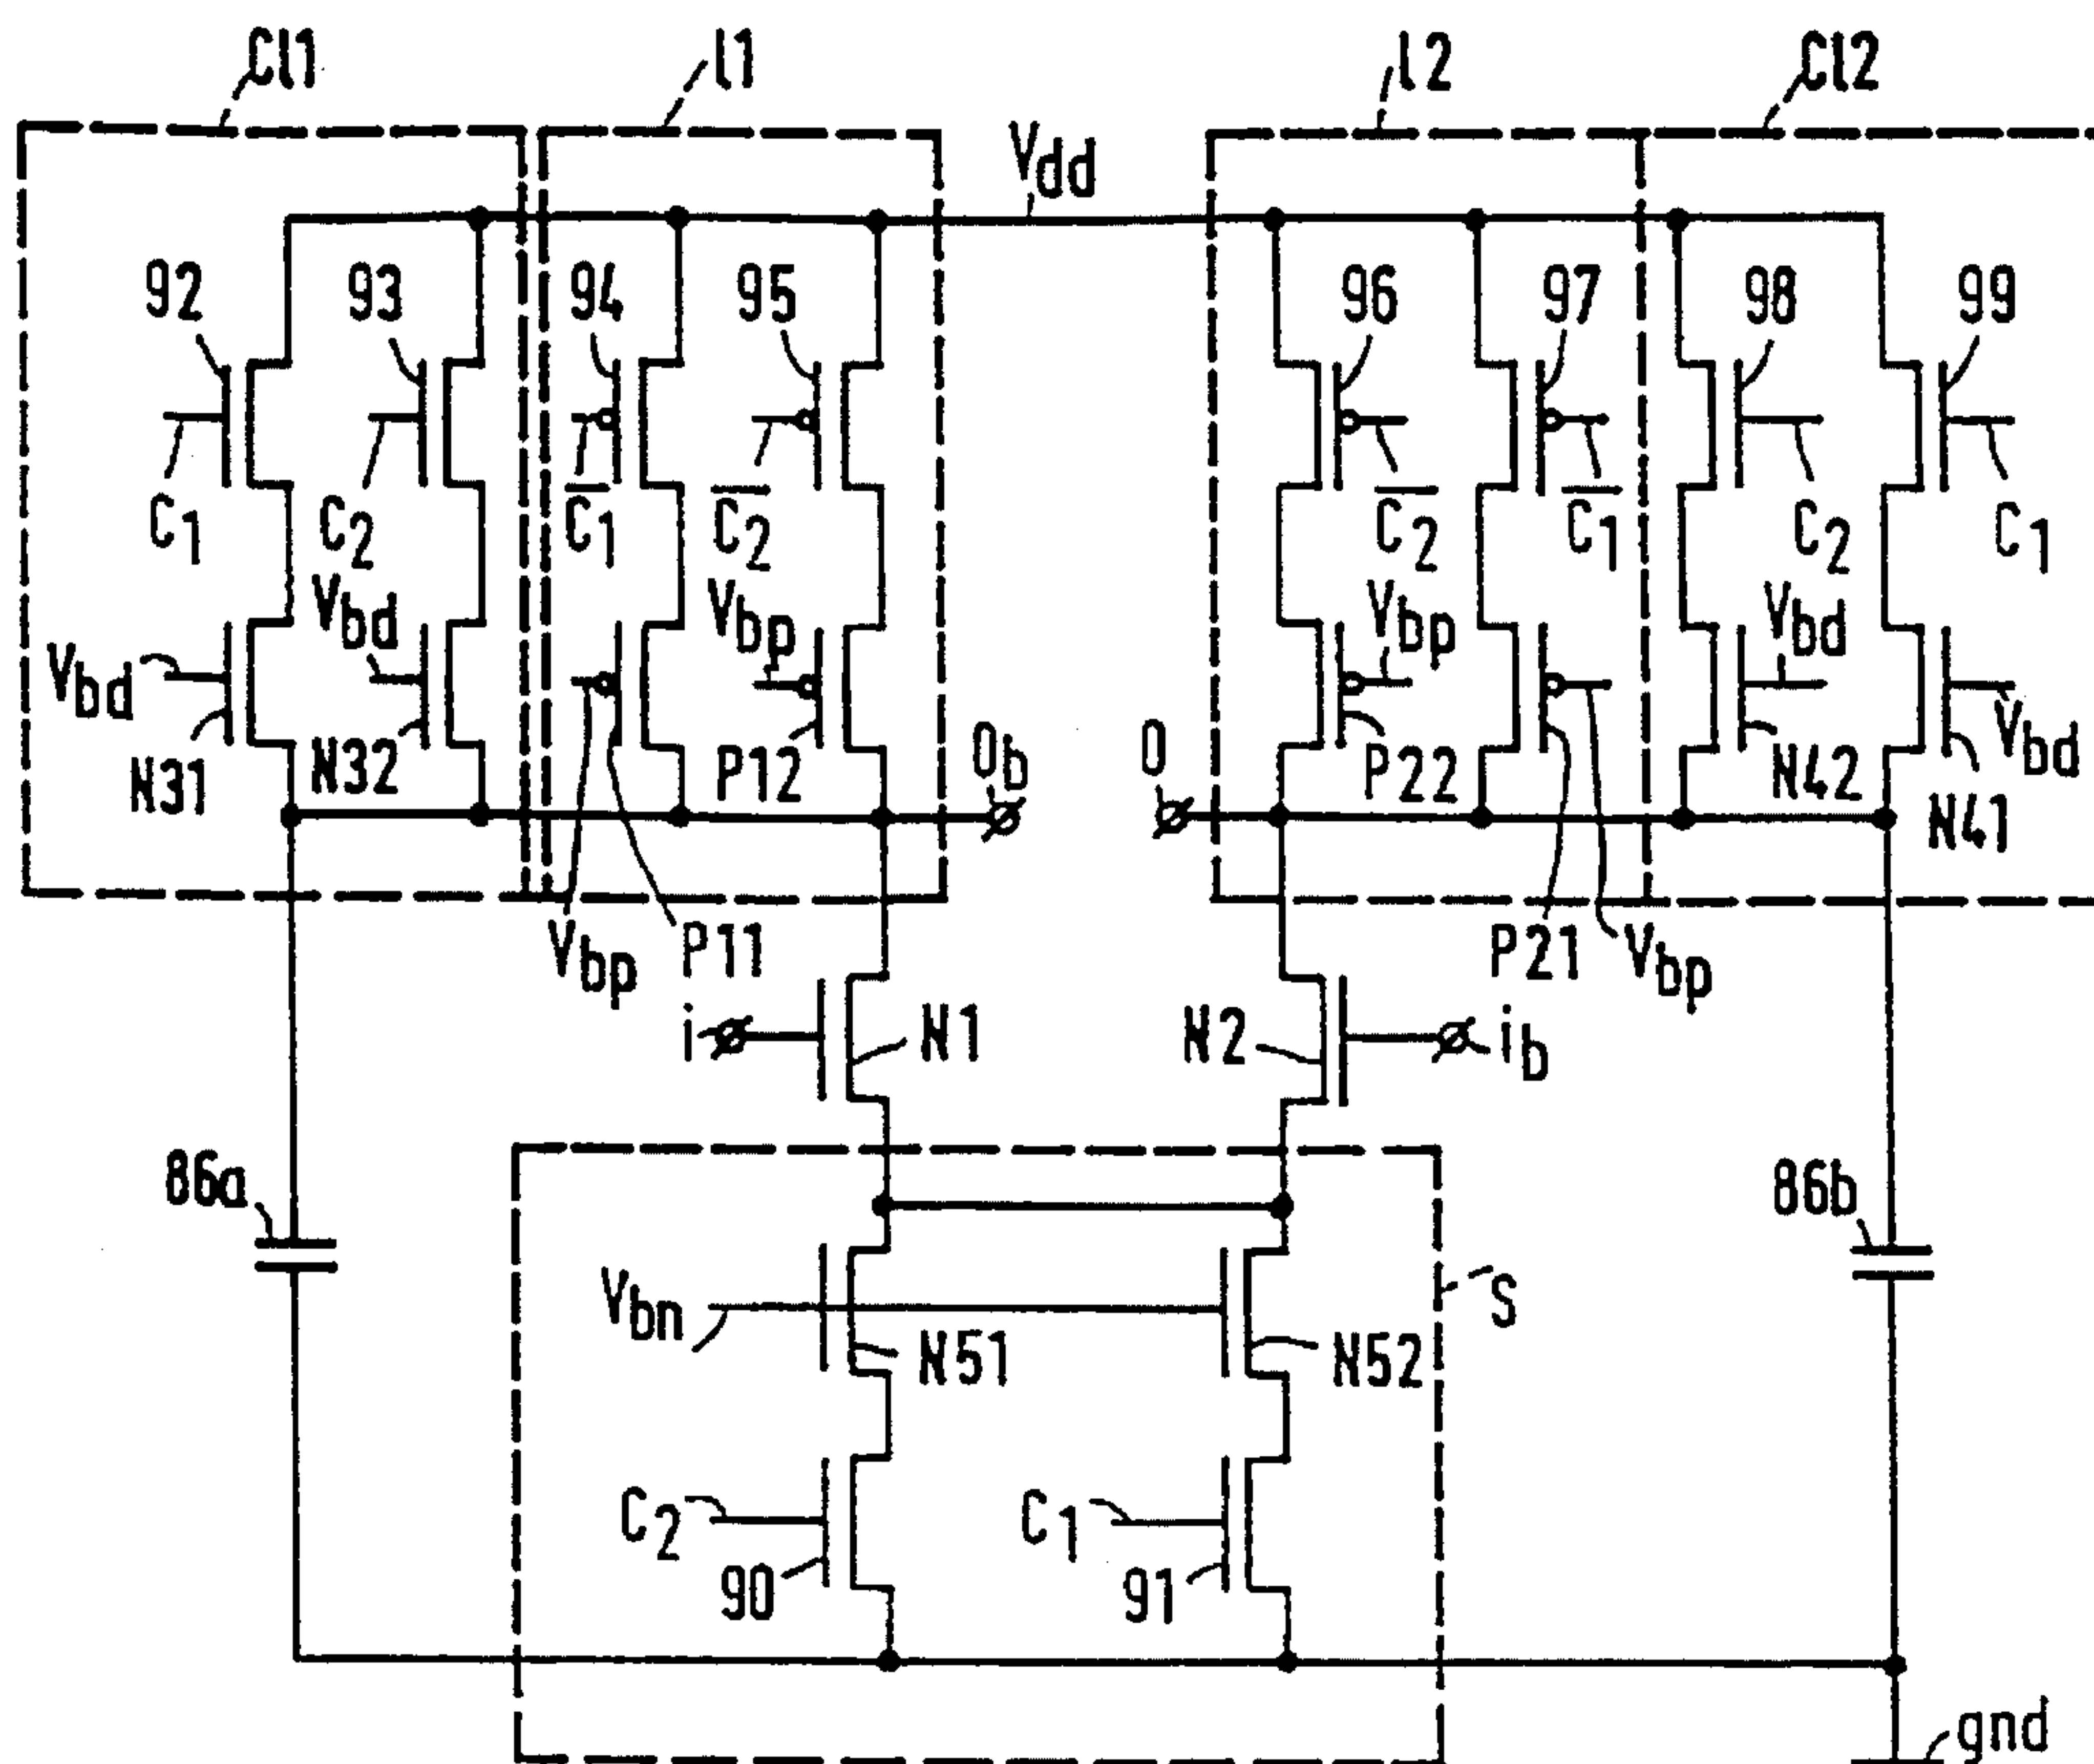 Cl1 l1 l2 Cl2
Vdd
92 93 94 95 96 97 98 99
C1 C2 C̅1̅ C̅2̅ C̅2̅ C̅1̅ C2 C1
Vbd Vbd Vbp Vbp Vbd Vbd
N31 N32 P12 Ob O P22 N42 N41
Vbp P11 P21 Vbp
i N1 N2 ib
86a 86b
Vbn N51 N52 S
C2 C1
90 91
gnd